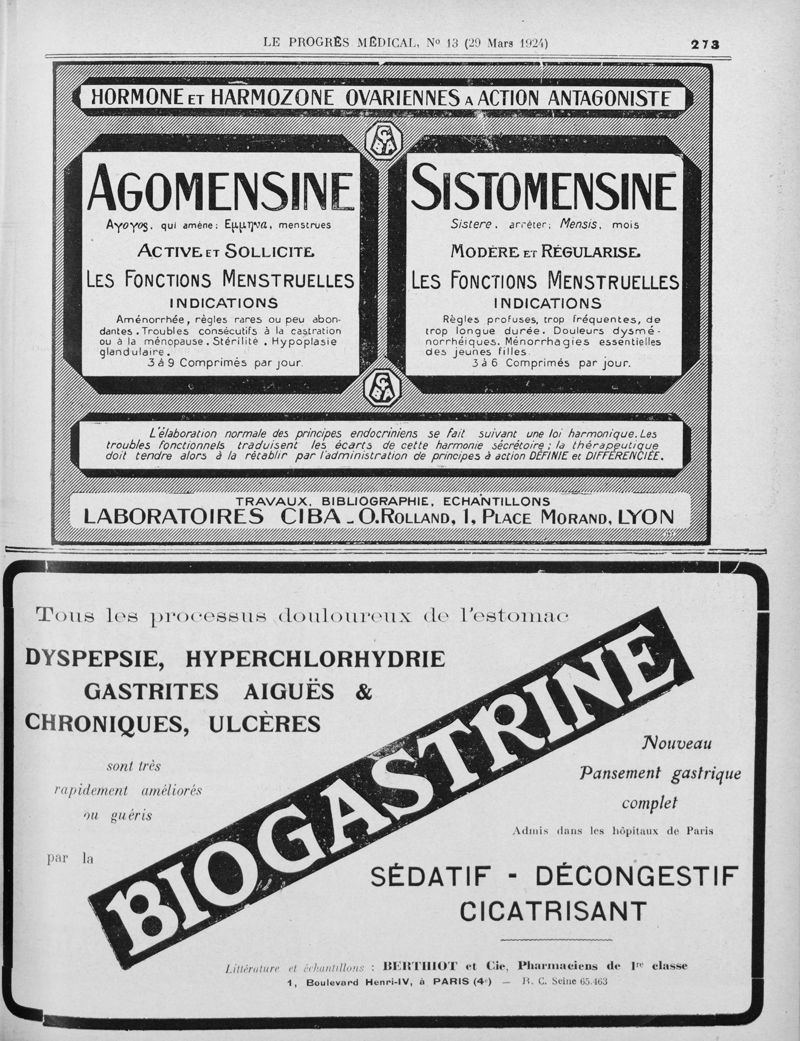 LE PROGRÈS MÉDICAL, Nº 13 (29 Mars 1924)
273
HORMONE ET HARMOZONE OVARIENNES A ACTION ANTAGONISTE
CIBA
AGOMENSINE
Αγογος, qui amène; Εμμηνα, menstrues
ACTIVE ET SOLLICITE
LES FONCTIONS MENSTRUELLES
INDICATIONS
Aménorrhée, règles rares ou peu abon-
dantes. Troubles consécutifs à la castration
ou à la ménopause. Stérilité. Hypoplasie
glandulaire.
3 à 9 Comprimés par jour.
SISTOMENSINE
Sistere, arrêter; Mensis, mois
MODÈRE ET RÉGULARISE
LES FONCTIONS MENSTRUELLES
INDICATIONS
Règles profuses, trop fréquentes, de
trop longue durée. Douleurs dysmé-
norrhéiques. Ménorrhagies essentielles
des jeunes filles.
3 à 6 Comprimés par jour.
CIBA
L'élaboration normale des principes endocriniens se fait suivant une loi harmonique. Les
troubles fonctionnels traduisent les écarts de cette harmonie sécrétoire; la thérapeutique
doit tendre alors à la rétablir par l'administration de principes à action DÉFINIE et DIFFÉRENCIÉE.
TRAVAUX, BIBLIOGRAPHIE, ECHANTILLONS
LABORATOIRES CIBA - O. ROLLAND, 1, PLACE MORAND, LYON
Tous les processus douloureux de l'estomac
DYSPEPSIE, HYPERCHLORHYDRIE
GASTRITES AIGUËS &
CHRONIQUES, ULCÈRES
sont très
rapidement améliorés
ou guéris
par la
BIOGASTRINE
Nouveau
Pansement gastrique
complet
Admis dans les hôpitaux de Paris
SÉDATIF - DÉCONGESTIF
CICATRISANT
Littérature et échantillons : BERTHIOT et Cie, Pharmaciens de 1re classe
1, Boulevard Henri-IV, à PARIS (4e) — R. C. Seine 65.463